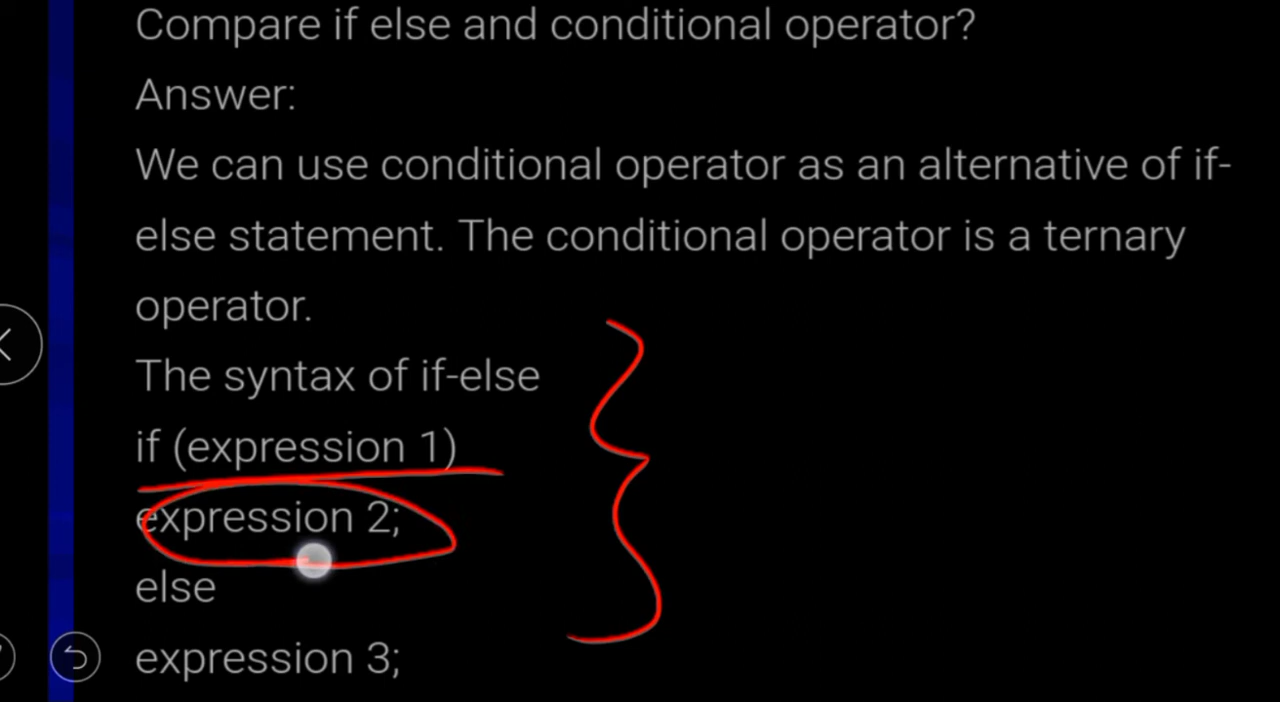 Compare if else and conditional operator?
Answer:
We can use conditional operator as an alternative of if-
else statement. The conditional operator is a ternary
operator.
The syntax of if-else
if (expression 1)
expression 2;
else
expression 3;